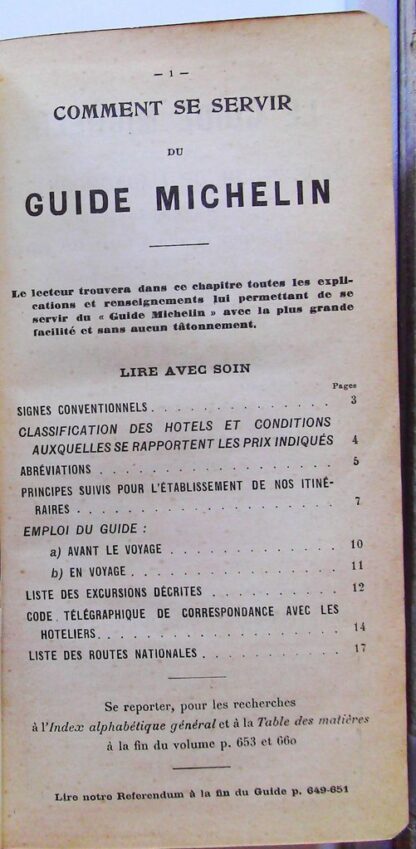 — 1 —
COMMENT SE SERVIR
DU
GUIDE MICHELIN
Le lecteur trouvera dans ce chapitre toutes les expli-
cations et renseignements lui permettant de se
servir du « Guide Michelin » avec la plus grande
facilité et sans aucun tâtonnement.
LIRE AVEC SOIN
Pages
SIGNES CONVENTIONNELS . . . . . . . . . . . . . . 3
CLASSIFICATION DES HOTELS ET CONDITIONS
AUXQUELLES SE RAPPORTENT LES PRIX INDIQUÉS 4
ABRÉVIATIONS . . . . . . . . . . . . . . . . . 5
PRINCIPES SUIVIS POUR L'ÉTABLISSEMENT DE NOS ITINÉ-
RAIRES . . . . . . . . . . . . . . . . . . 7
EMPLOI DU GUIDE :
a) AVANT LE VOYAGE . . . . . . . . . . . . 10
b) EN VOYAGE . . . . . . . . . . . . . . . 11
LISTE DES EXCURSIONS DÉCRITES . . . . . . . . . 12
CODE TÉLÉGRAPHIQUE DE CORRESPONDANCE AVEC LES
HOTELIERS . . . . . . . . . . . . . . . . . 14
LISTE DES ROUTES NATIONALES . . . . . . . . . . 17
Se reporter, pour les recherches
à l'Index alphabétique général et à la Table des matières
à la fin du volume p. 653 et 660
Lire notre Referendum à la fin du Guide p. 649-651